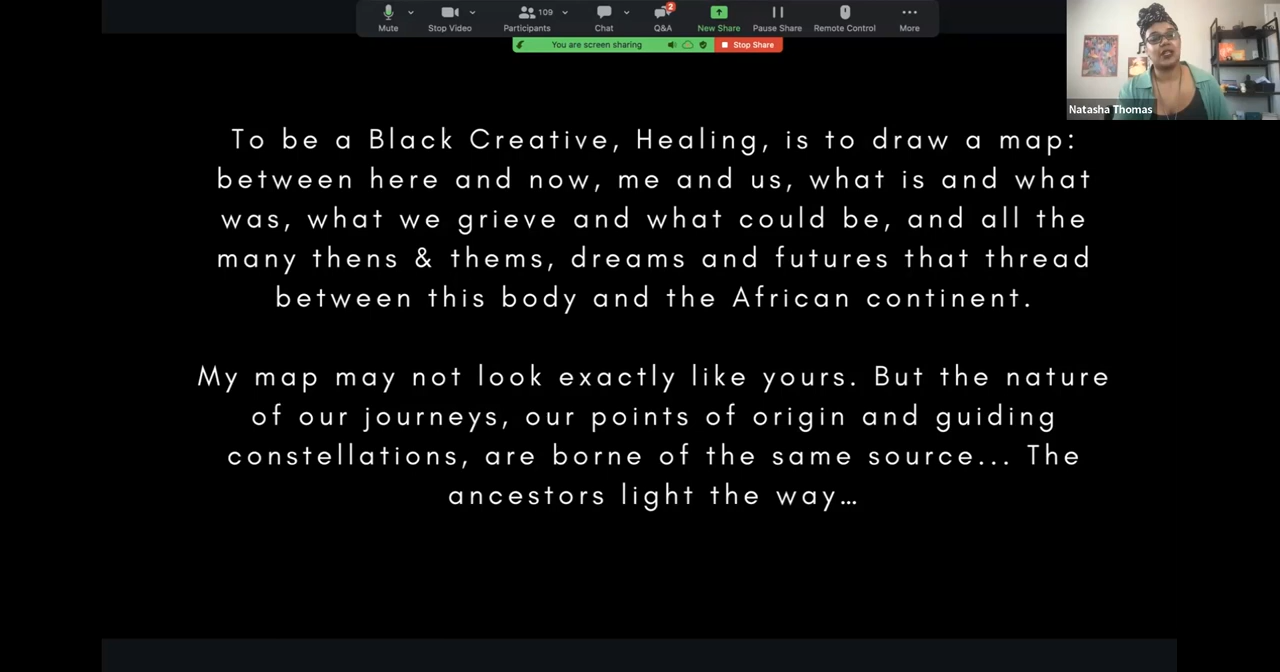 Mute
Stop Video
109
Participants
Chat
2
Q&A
New Share
Pause Share
Remote Control
More
You are screen sharing
Stop Share
Natasha Thomas
To be a Black Creative, Healing, is to draw a map:
between here and now, me and us, what is and what
was, what we grieve and what could be, and all the
many thens & thems, dreams and futures that thread
between this body and the African continent.
My map may not look exactly like yours. But the nature
of our journeys, our points of origin and guiding
constellations, are borne of the same source... The
ancestors light the way…